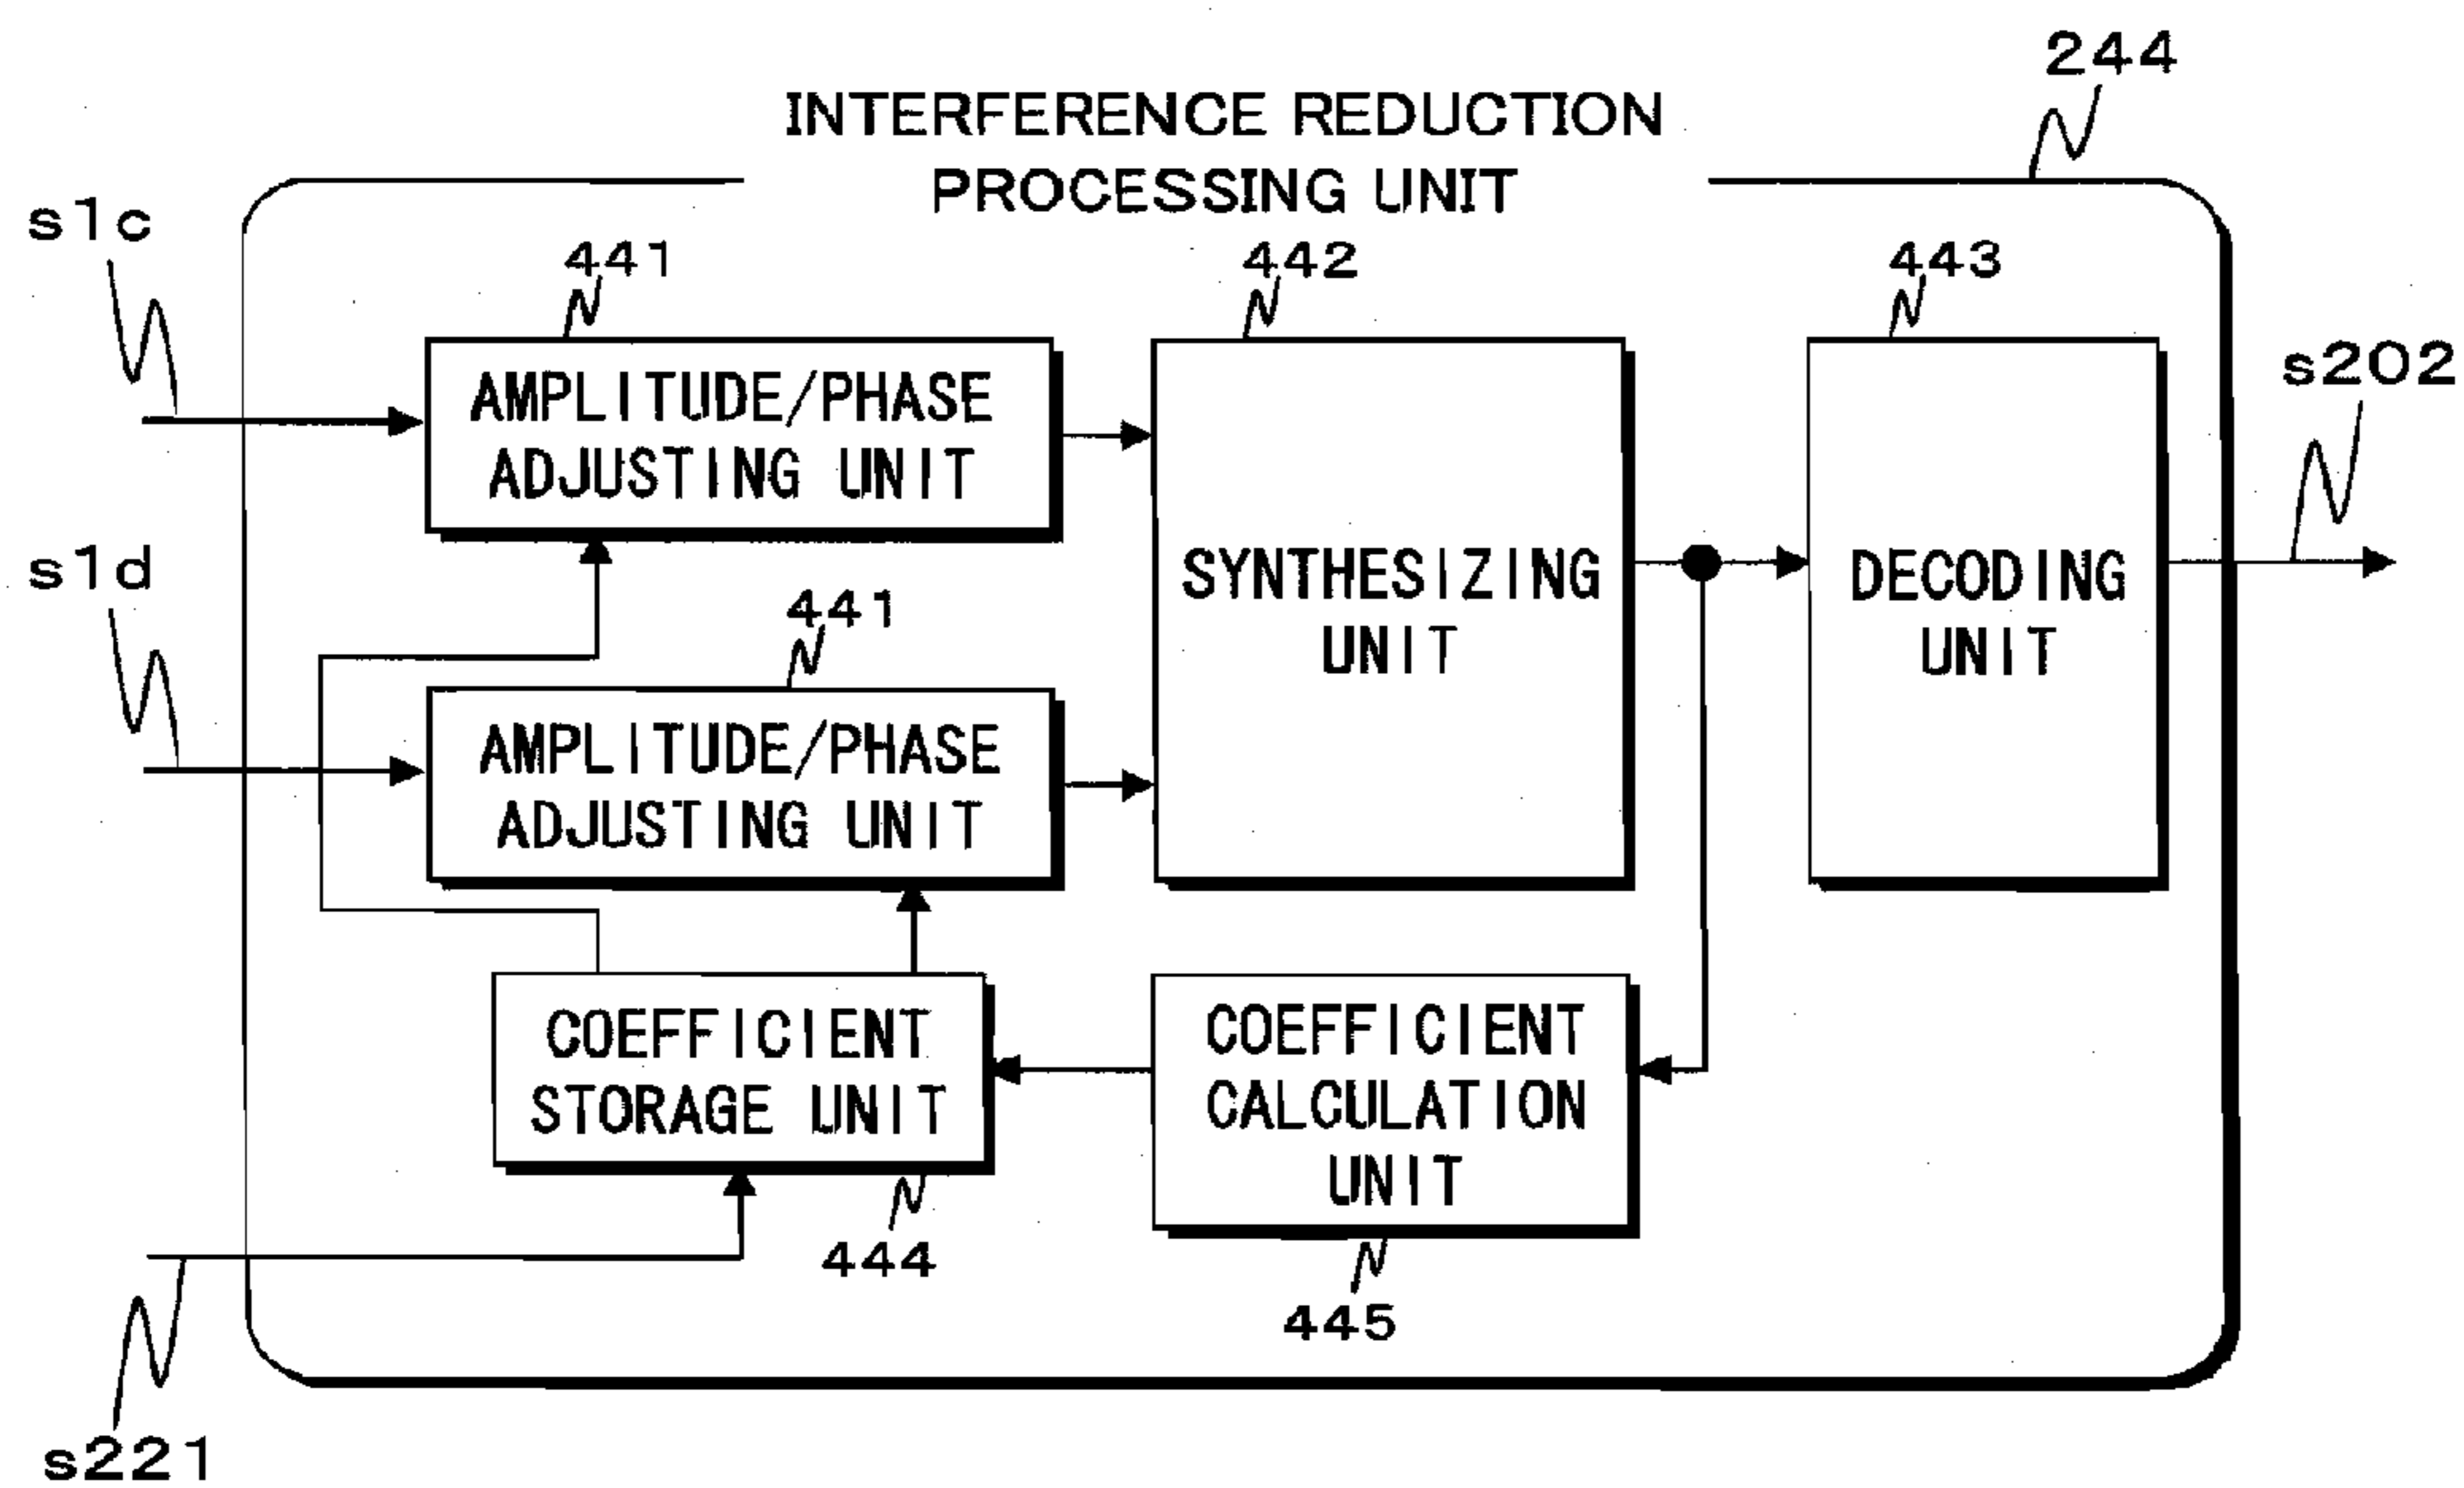 244
INTERFERENCE REDUCTION
PROCESSING UNIT
s1c
441
442
443
AMPLITUDE/PHASE
ADJUSTING UNIT
s202
s1d
441
SYNTHESIZING
UNIT
DECODING
UNIT
AMPLITUDE/PHASE
ADJUSTING UNIT
COEFFICIENT
STORAGE UNIT
COEFFICIENT
CALCULATION
UNIT
444
445
s221